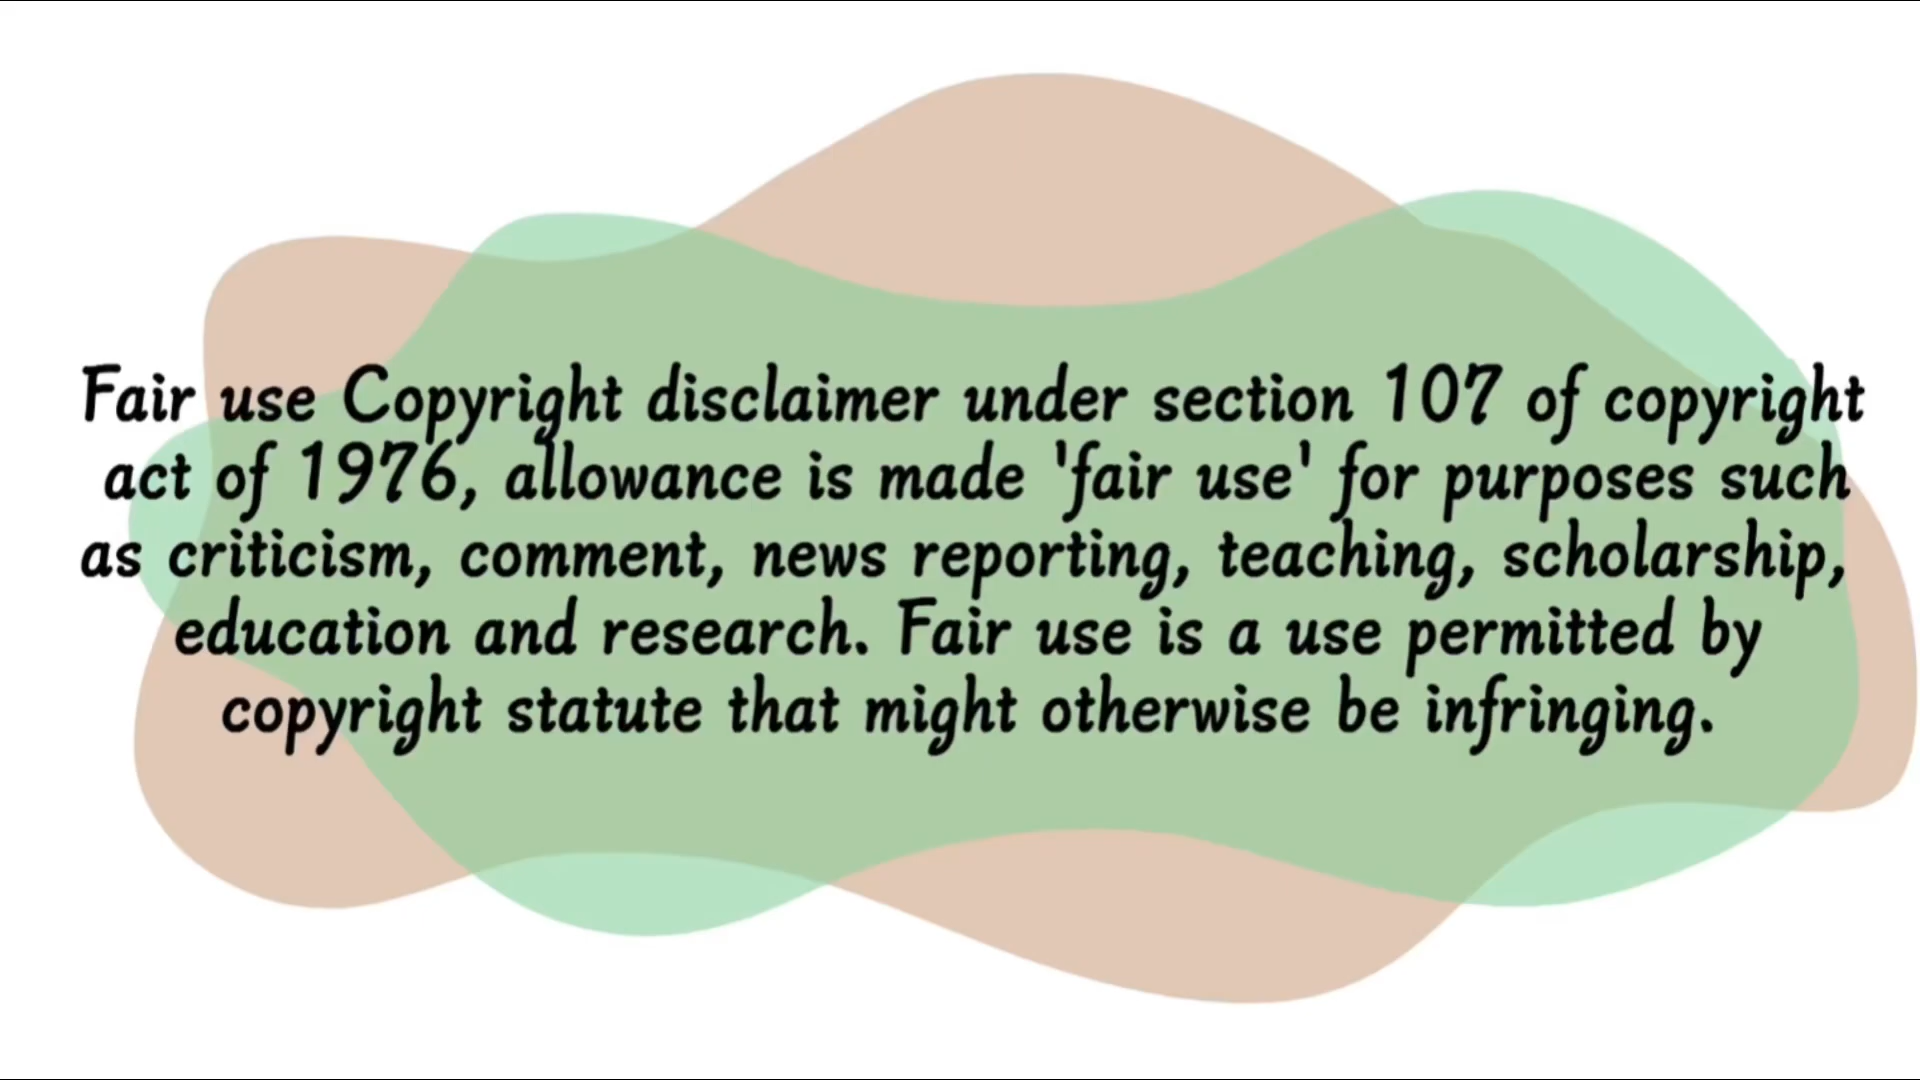 Fair use Copyright disclaimer under section 107 of copyright
act of 1976, allowance is made 'fair use' for purposes such
as criticism, comment, news reporting, teaching, scholarship,
education and research. Fair use is a use permitted by
copyright statute that might otherwise be infringing.